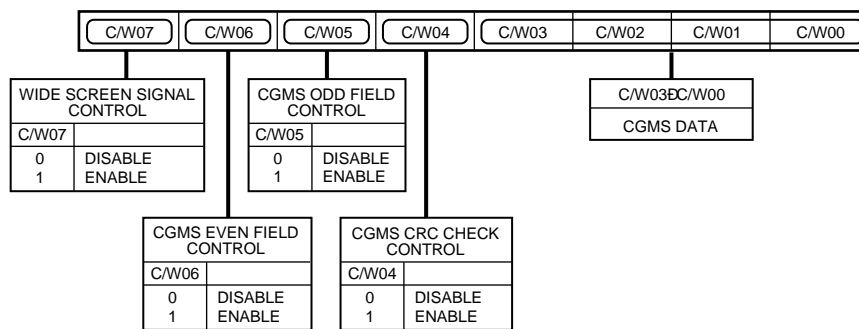 C/W07 C/W06 C/W05 C/W04 C/W03 C/W02 C/W01 C/W00
WIDE SCREEN SIGNAL
CONTROL
C/W07
0 DISABLE
1 ENABLE
CGMS ODD FIELD
CONTROL
C/W05
0 DISABLE
1 ENABLE
C/W03ÐC/W00
CGMS DATA
CGMS EVEN FIELD
CONTROL
C/W06
0 DISABLE
1 ENABLE
CGMS CRC CHECK
CONTROL
C/W04
0 DISABLE
1 ENABLE